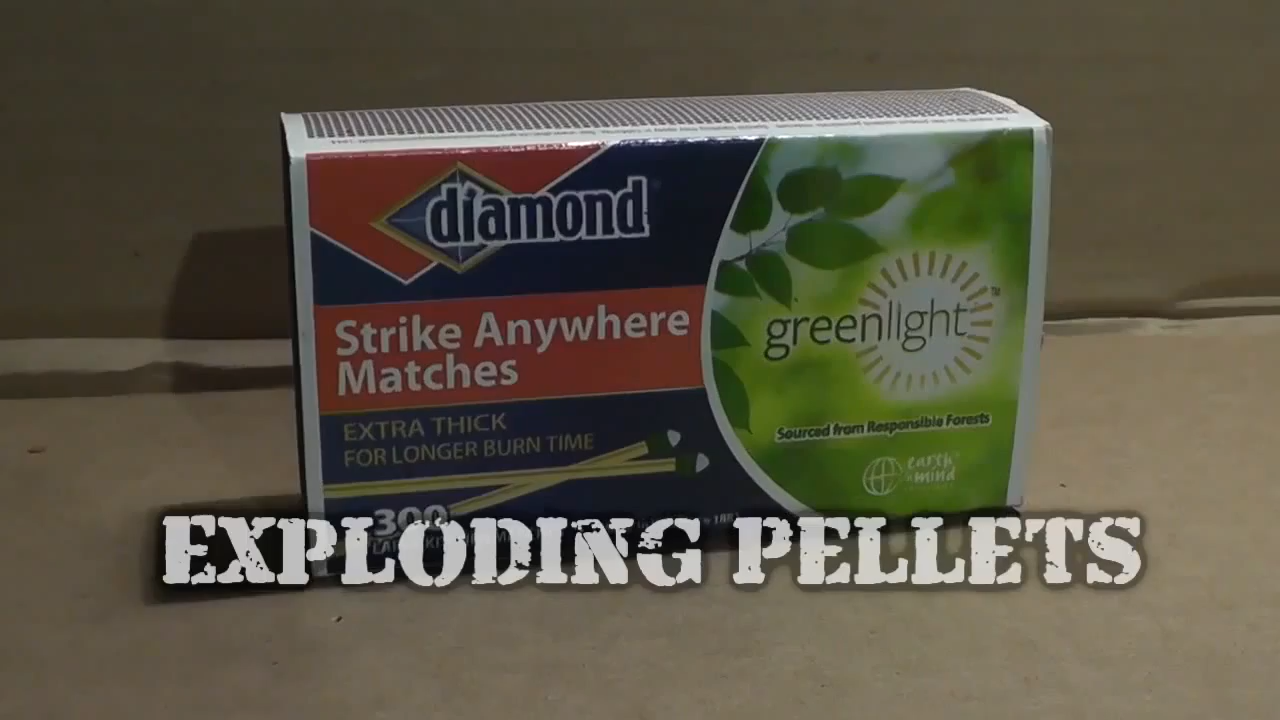 diamond
Strike Anywhere
Matches
EXTRA THICK
FOR LONGER BURN TIME
300
greenlight™
Sourced from Responsible Forests
earth
mind
EXPLODING PELLETS